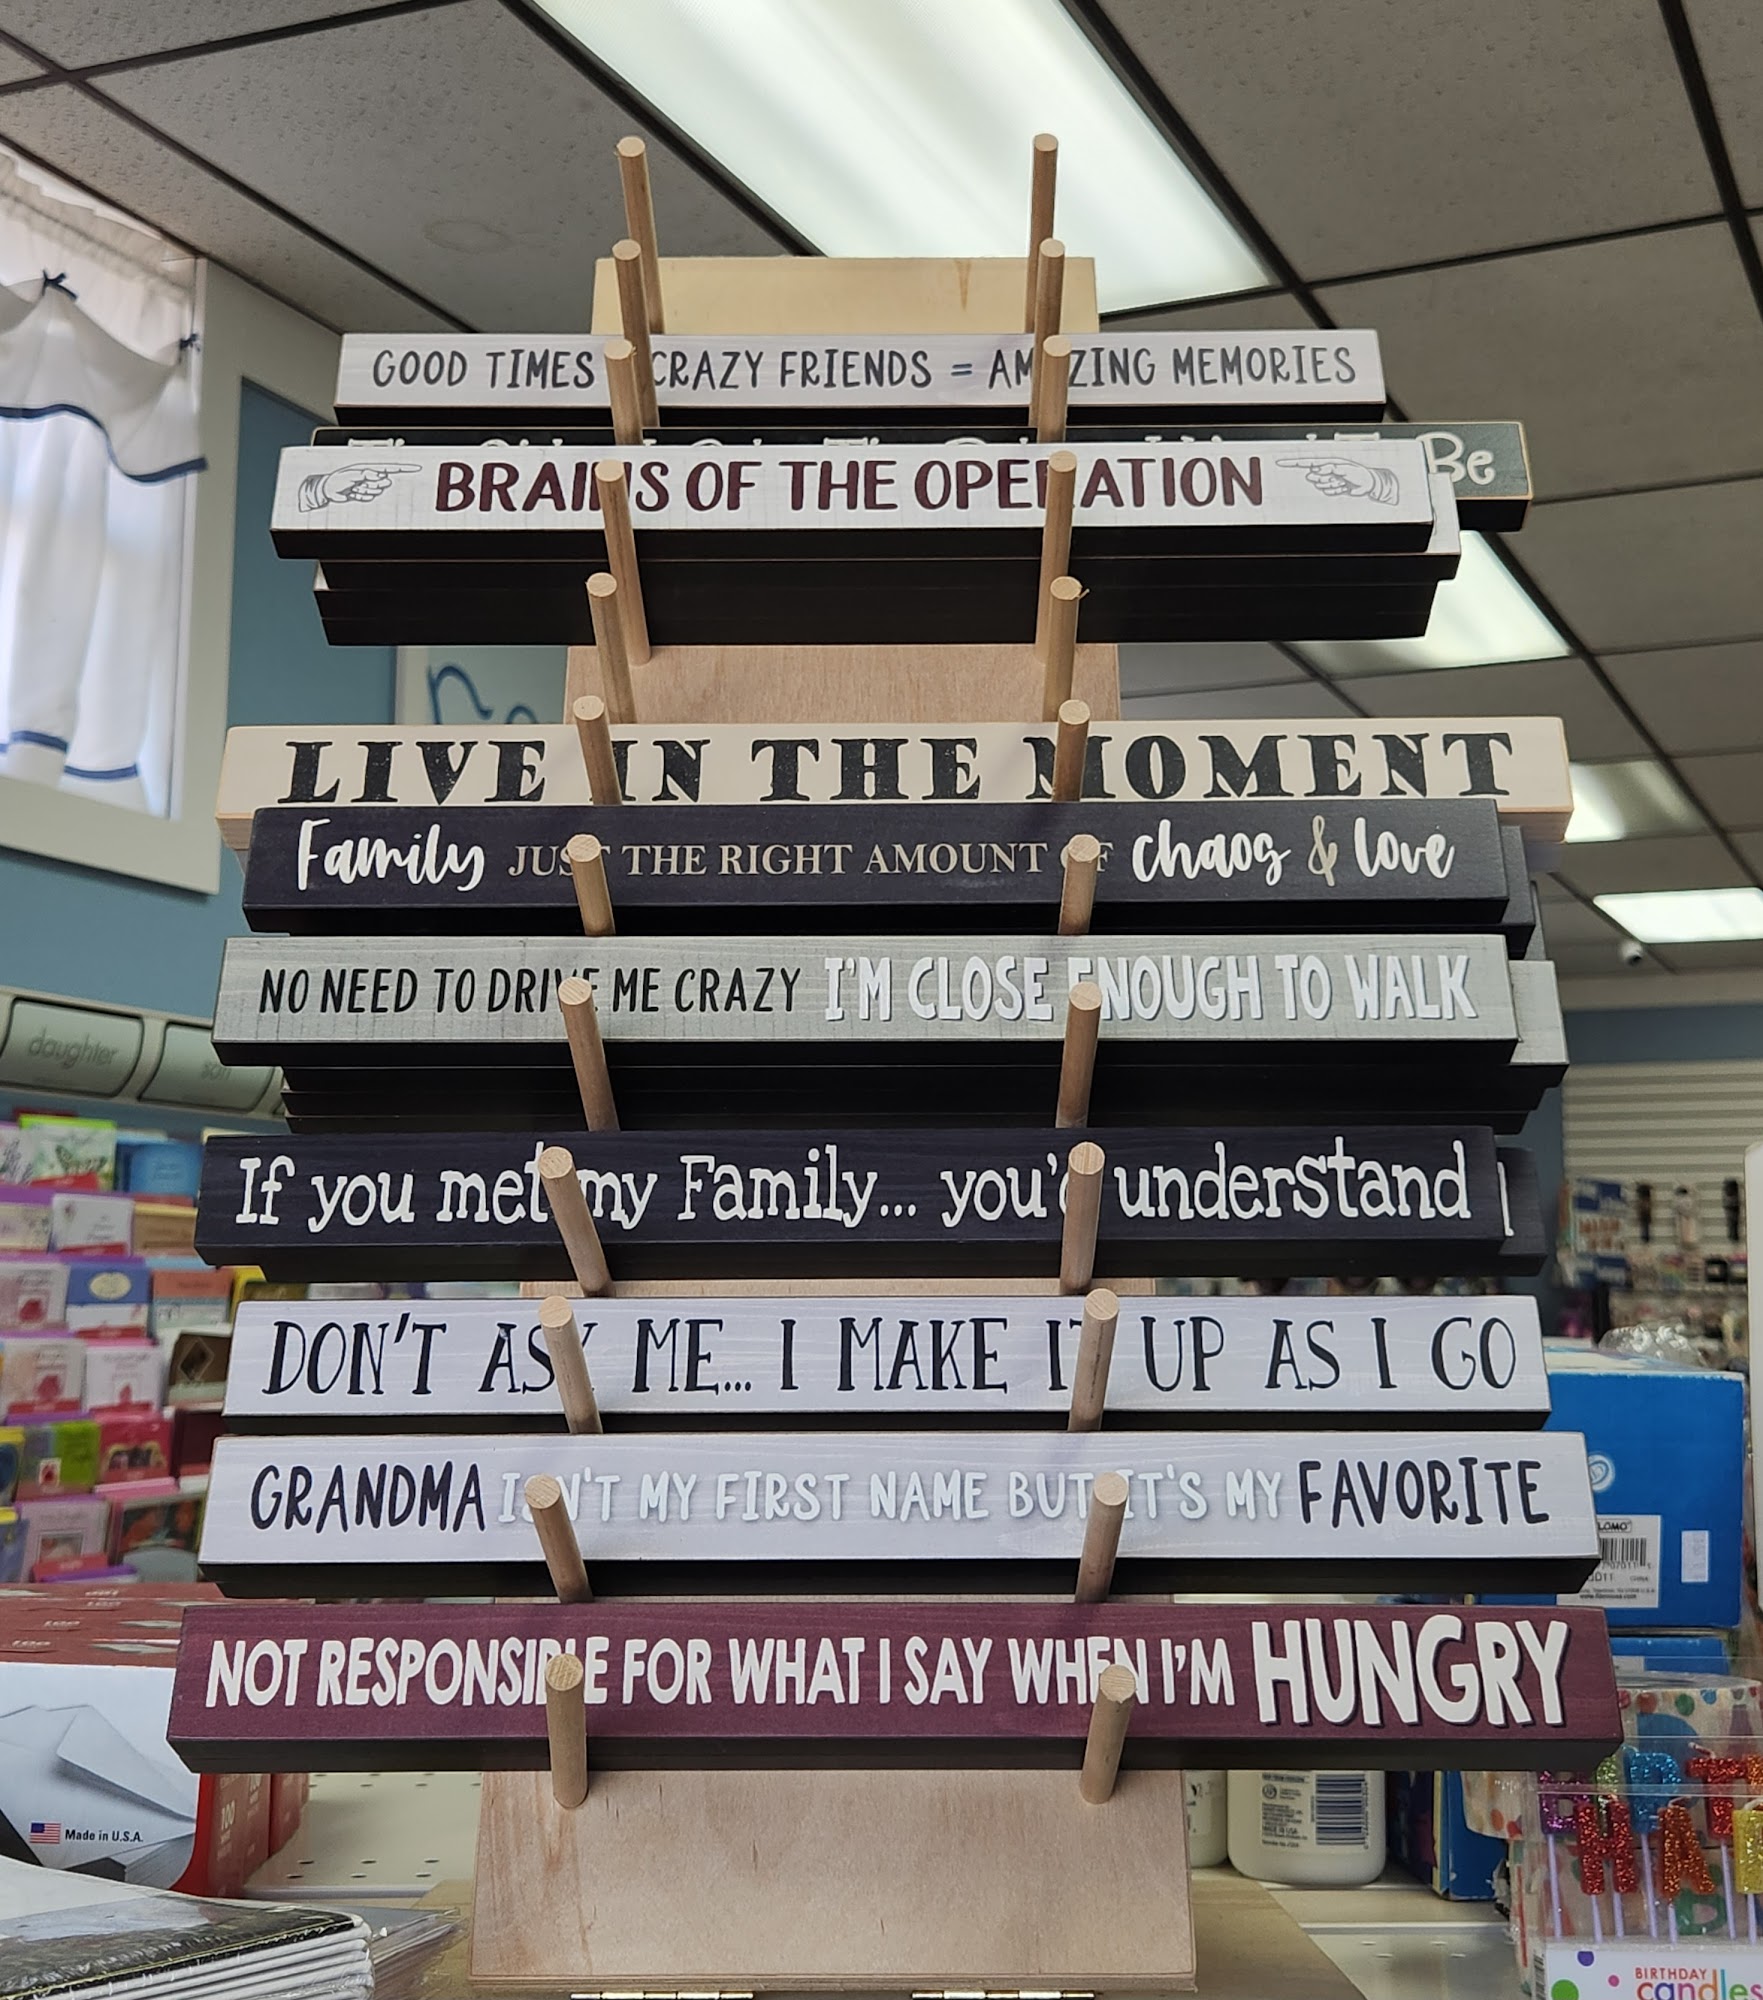 GOOD TIMES CRAZY FRIENDS = AMAZING MEMORIES
Be
BRAINS OF THE OPERATION
LIVE IN THE MOMENT
Family JUST THE RIGHT AMOUNT OF chaos & love
NO NEED TO DRIVE ME CRAZY I'M CLOSE ENOUGH TO WALK
daughter
son
If you met my Family... you'd understand
DON'T ASK ME... I MAKE IT UP AS I GO
GRANDMA ISN'T MY FIRST NAME BUT IT'S MY FAVORITE
NOT RESPONSIBLE FOR WHAT I SAY WHEN I'M HUNGRY
Made in U.S.A.
100
BIRTHDAY
candles